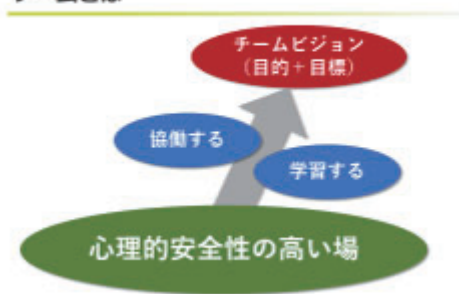 チームビジョン
(目的+目標)
協働する
学習する
心理的安全性の高い場